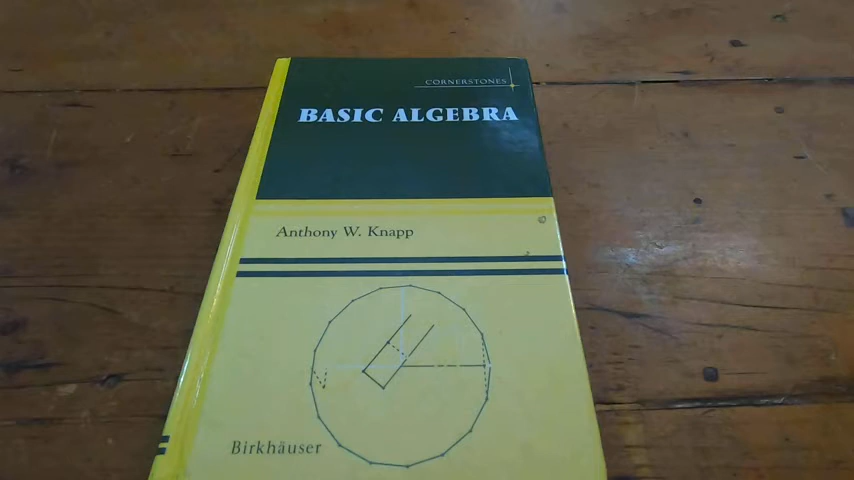 CORNERSTONES
BASIC ALGEBRA
Anthony W. Knapp
Birkhäuser